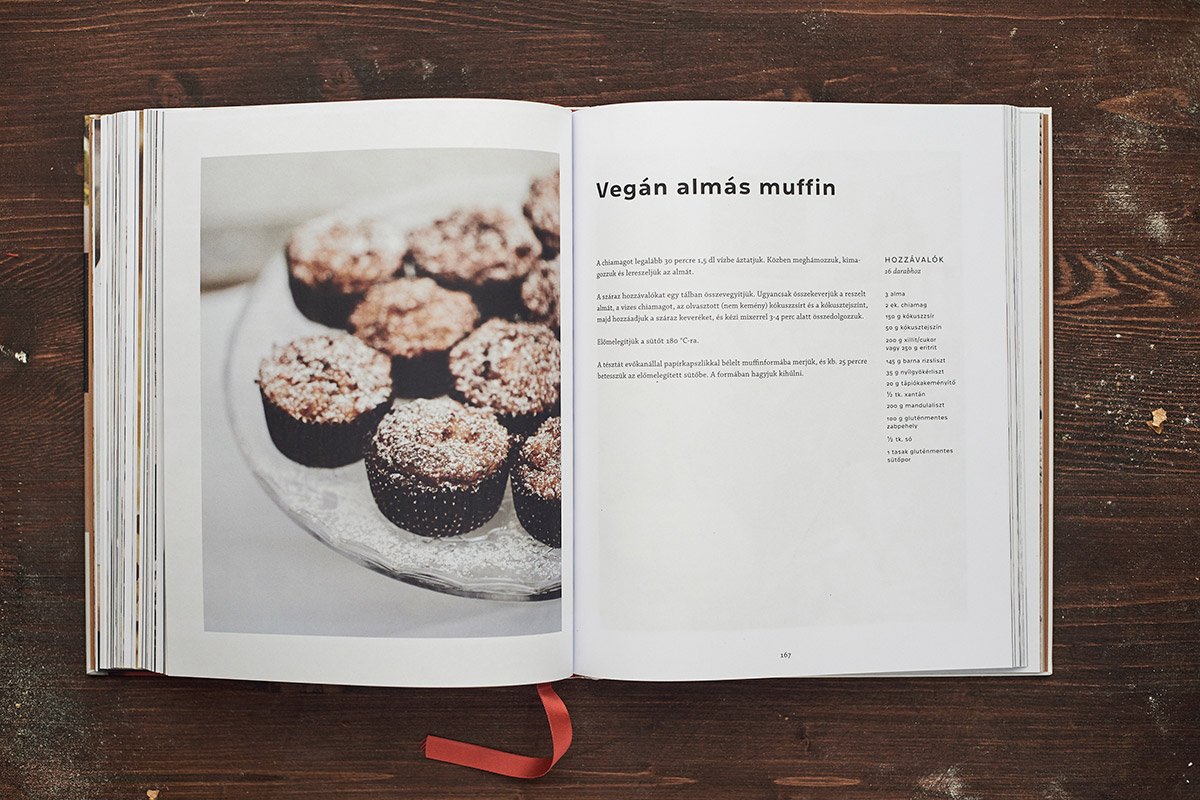 Vegán almás muffin
A chiamagot legalább 30 percre 1,5 dl vízbe áztatjuk. Közben meghámozzuk, kima-
gozzuk és lereszeljük az almát.
A száraz hozzávalókat egy tálban összevegyítjük. Ugyancsak összekeverjük a reszelt
almát, a vizes chiamagot, az olvasztott (nem kemény) kókuszzsírt és a kókusztejszínt,
majd hozzáadjuk a száraz keveréket, és kézi mixerrel 3-4 perc alatt összedolgozzuk.
Előmelegítjük a sütőt 180 °C-ra.
A tésztát evőkanállal papírkapszlikkal bélelt muffinformába merjük, és kb. 25 percre
betesszük az előmelegített sütőbe. A formában hagyjuk kihűlni.
HOZZÁVALÓK
16 darabhoz
3 alma
2 ek. chiamag
150 g kókuszzsír
50 g kókusztejszín
200 g xilit/cukor
vagy 250 g eritrit
145 g barna rizsliszt
35 g nyílgyökérliszt
20 g tápiókakeményítő
½ tk. xantán
200 g mandulaliszt
100 g gluténmentes
zabpehely
½ tk. só
1 tasak gluténmentes
sütőpor
167